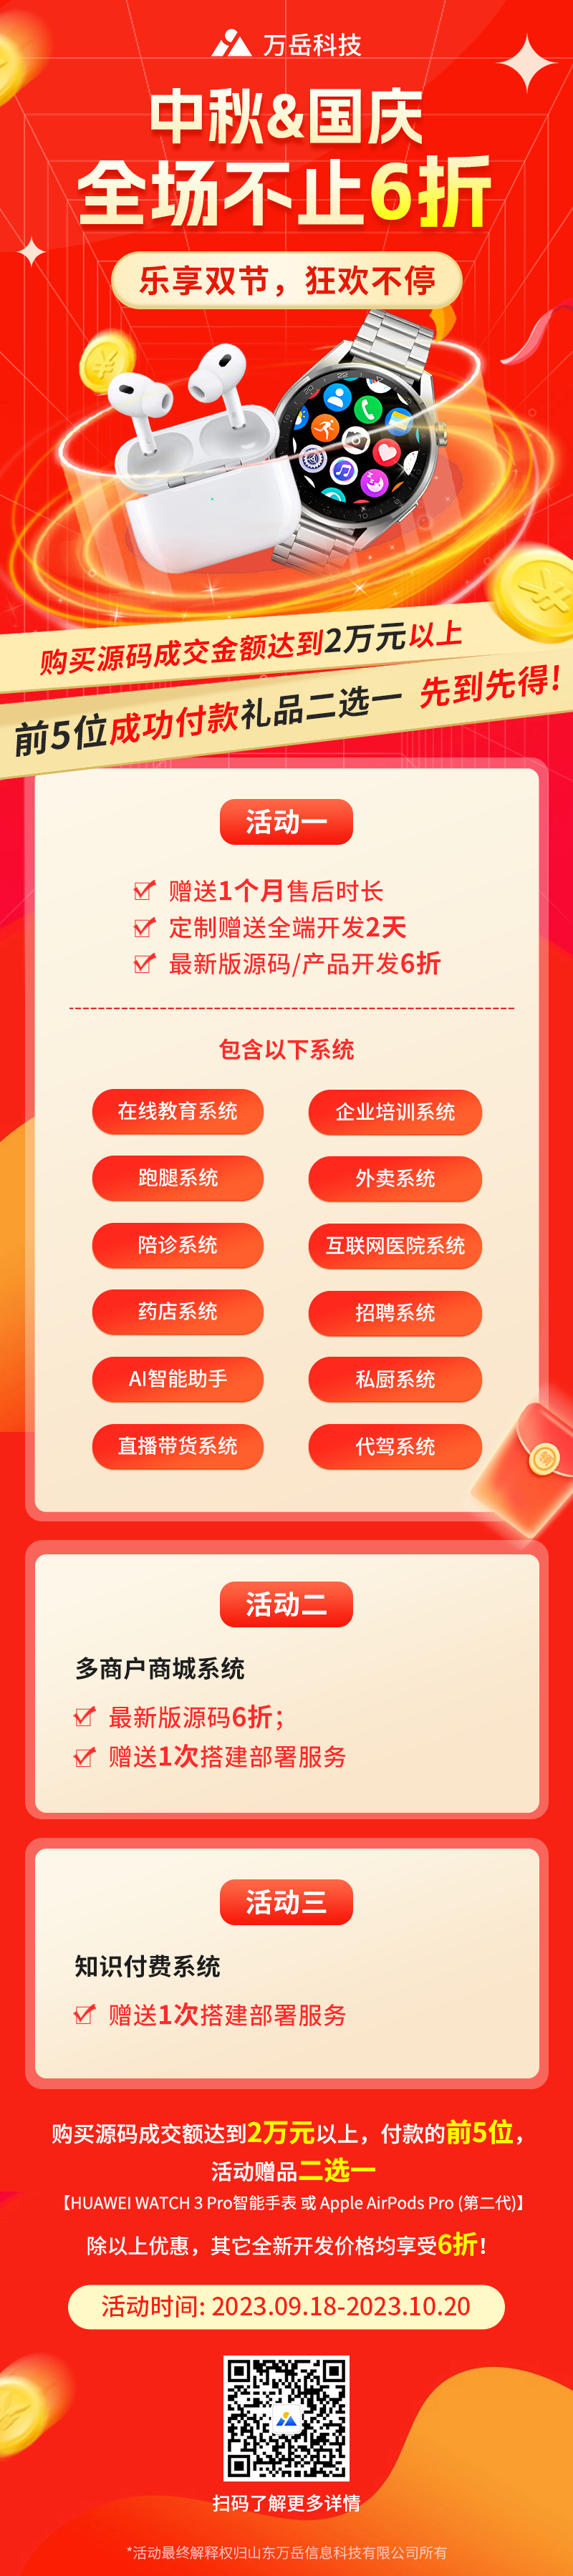 万岳科技
中秋&国庆
全场不止6折
乐享双节，狂欢不停
购买源码成交金额达到2万元以上
前5位成功付款礼品二选一 先到先得!
活动一
赠送1个月售后时长
定制赠送全端开发2天
最新版源码/产品开发6折
包含以下系统
在线教育系统 企业培训系统
跑腿系统 外卖系统
陪诊系统 互联网医院系统
药店系统 招聘系统
AI智能助手 私厨系统
直播带货系统 代驾系统
活动二
多商户商城系统
最新版源码6折；
赠送1次搭建部署服务
活动三
知识付费系统
赠送1次搭建部署服务
购买源码成交额达到2万元以上，付款的前5位，
活动赠品二选一
【HUAWEI WATCH 3 Pro智能手表 或 Apple AirPods Pro (第二代)】
除以上优惠，其它全新开发价格均享受6折！
活动时间: 2023.09.18-2023.10.20
扫码了解更多详情
*活动最终解释权归山东万岳信息科技有限公司所有